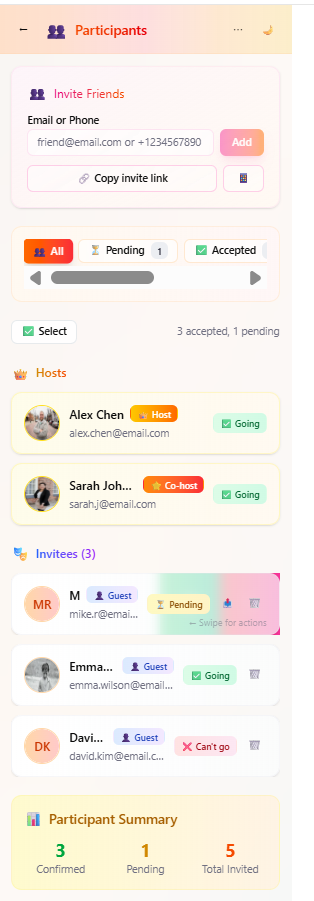 ← Participants ...
Invite Friends
Email or Phone
friend@email.com or +1234567890 Add
Copy invite link
All Pending 1 Accepted
Select 3 accepted, 1 pending
Hosts
Alex Chen Host
alex.chen@email.com
Going
Sarah Joh... Co-host
sarah.j@email.com
Going
Invitees (3)
MR
M Guest
mike.r@emai...
Pending
← Swipe for actions
Emma... Guest
emma.wilson@email...
Going
DK
Davi... Guest
david.kim@email.c...
Can't go
Participant Summary
3 1 5
Confirmed Pending Total Invited